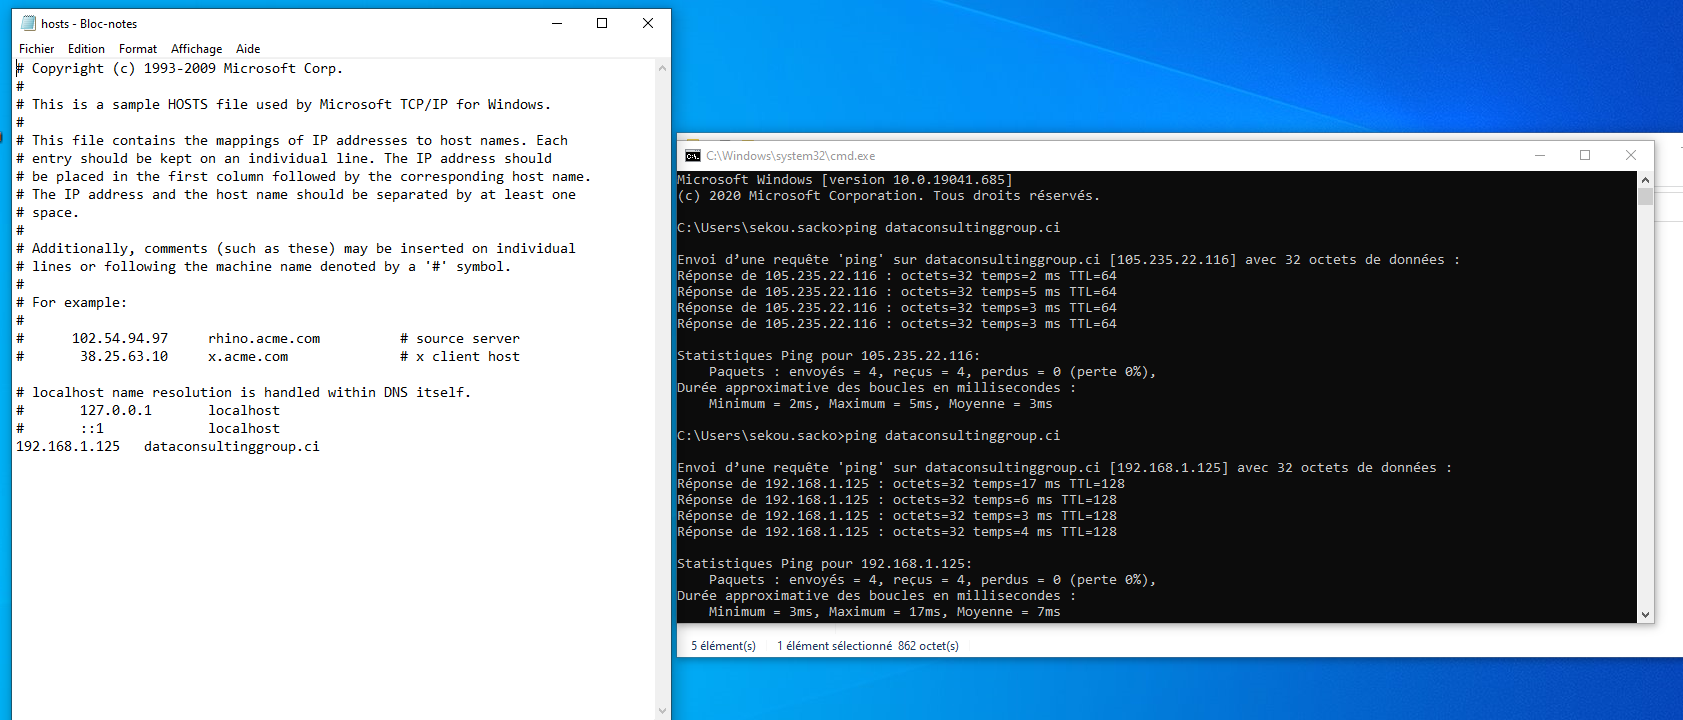 hosts - Bloc-notes
Fichier Edition Format Affichage Aide
# Copyright (c) 1993-2009 Microsoft Corp.
#
# This is a sample HOSTS file used by Microsoft TCP/IP for Windows.
#
# This file contains the mappings of IP addresses to host names. Each
# entry should be kept on an individual line. The IP address should
# be placed in the first column followed by the corresponding host name.
# The IP address and the host name should be separated by at least one
# space.
#
# Additionally, comments (such as these) may be inserted on individual
# lines or following the machine name denoted by a '#' symbol.
#
# For example:
#
#      102.54.94.97     rhino.acme.com          # source server
#       38.25.63.10     x.acme.com              # x client host
# localhost name resolution is handled within DNS itself.
#       127.0.0.1       localhost
#       ::1             localhost
192.168.1.125   dataconsultinggroup.ci
C:\Windows\system32\cmd.exe
Microsoft Windows [version 10.0.19041.685]
(c) 2020 Microsoft Corporation. Tous droits réservés.
C:\Users\sekou.sacko>ping dataconsultinggroup.ci
Envoi d’une requête 'ping' sur dataconsultinggroup.ci [105.235.22.116] avec 32 octets de données :
Réponse de 105.235.22.116 : octets=32 temps=2 ms TTL=64
Réponse de 105.235.22.116 : octets=32 temps=5 ms TTL=64
Réponse de 105.235.22.116 : octets=32 temps=3 ms TTL=64
Réponse de 105.235.22.116 : octets=32 temps=3 ms TTL=64
Statistiques Ping pour 105.235.22.116:
    Paquets : envoyés = 4, reçus = 4, perdus = 0 (perte 0%),
Durée approximative des boucles en millisecondes :
    Minimum = 2ms, Maximum = 5ms, Moyenne = 3ms
C:\Users\sekou.sacko>ping dataconsultinggroup.ci
Envoi d’une requête 'ping' sur dataconsultinggroup.ci [192.168.1.125] avec 32 octets de données :
Réponse de 192.168.1.125 : octets=32 temps=17 ms TTL=128
Réponse de 192.168.1.125 : octets=32 temps=6 ms TTL=128
Réponse de 192.168.1.125 : octets=32 temps=3 ms TTL=128
Réponse de 192.168.1.125 : octets=32 temps=4 ms TTL=128
Statistiques Ping pour 192.168.1.125:
    Paquets : envoyés = 4, reçus = 4, perdus = 0 (perte 0%),
Durée approximative des boucles en millisecondes :
    Minimum = 3ms, Maximum = 17ms, Moyenne = 7ms
5 élément(s) 1 élément sélectionné 862 octet(s)